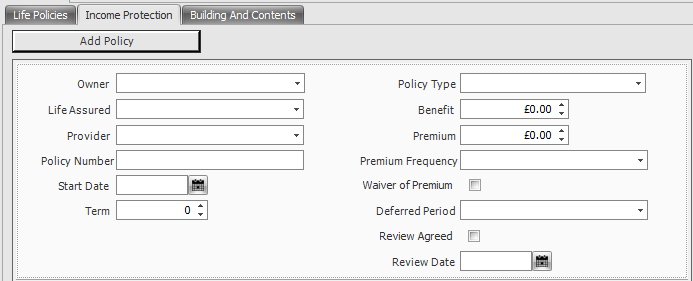 Life Policies Income Protection Building And Contents
Add Policy
Owner Policy Type
Life Assured Benefit £0.00
Provider Premium £0.00
Policy Number Premium Frequency
Start Date Waiver of Premium
Term 0 Deferred Period
Review Agreed
Review Date